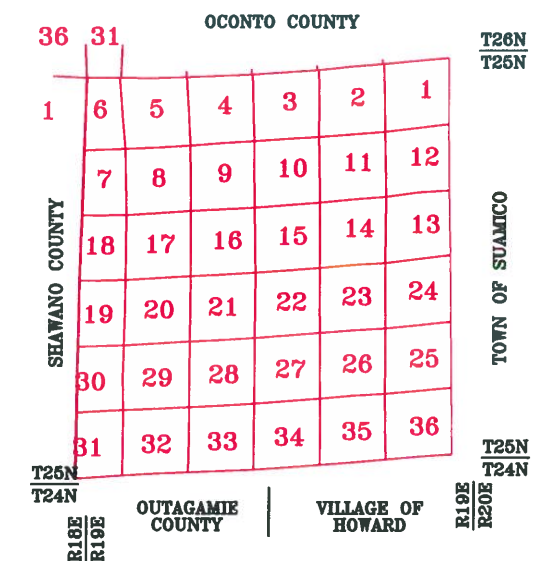 OCONTO COUNTY
36 31
T26N
T25N
1 6 5 4 3 2 1
7 8 9 10 11 12
18 17 16 15 14 13
19 20 21 22 23 24
30 29 28 27 26 25
31 32 33 34 35 36
SHAWANO COUNTY
TOWN OF SUAMICO
T25N
T24N
T25N
T24N
OUTAGAMIE
COUNTY
VILLAGE OF
HOWARD
R18E
R19E
R19E
R20E